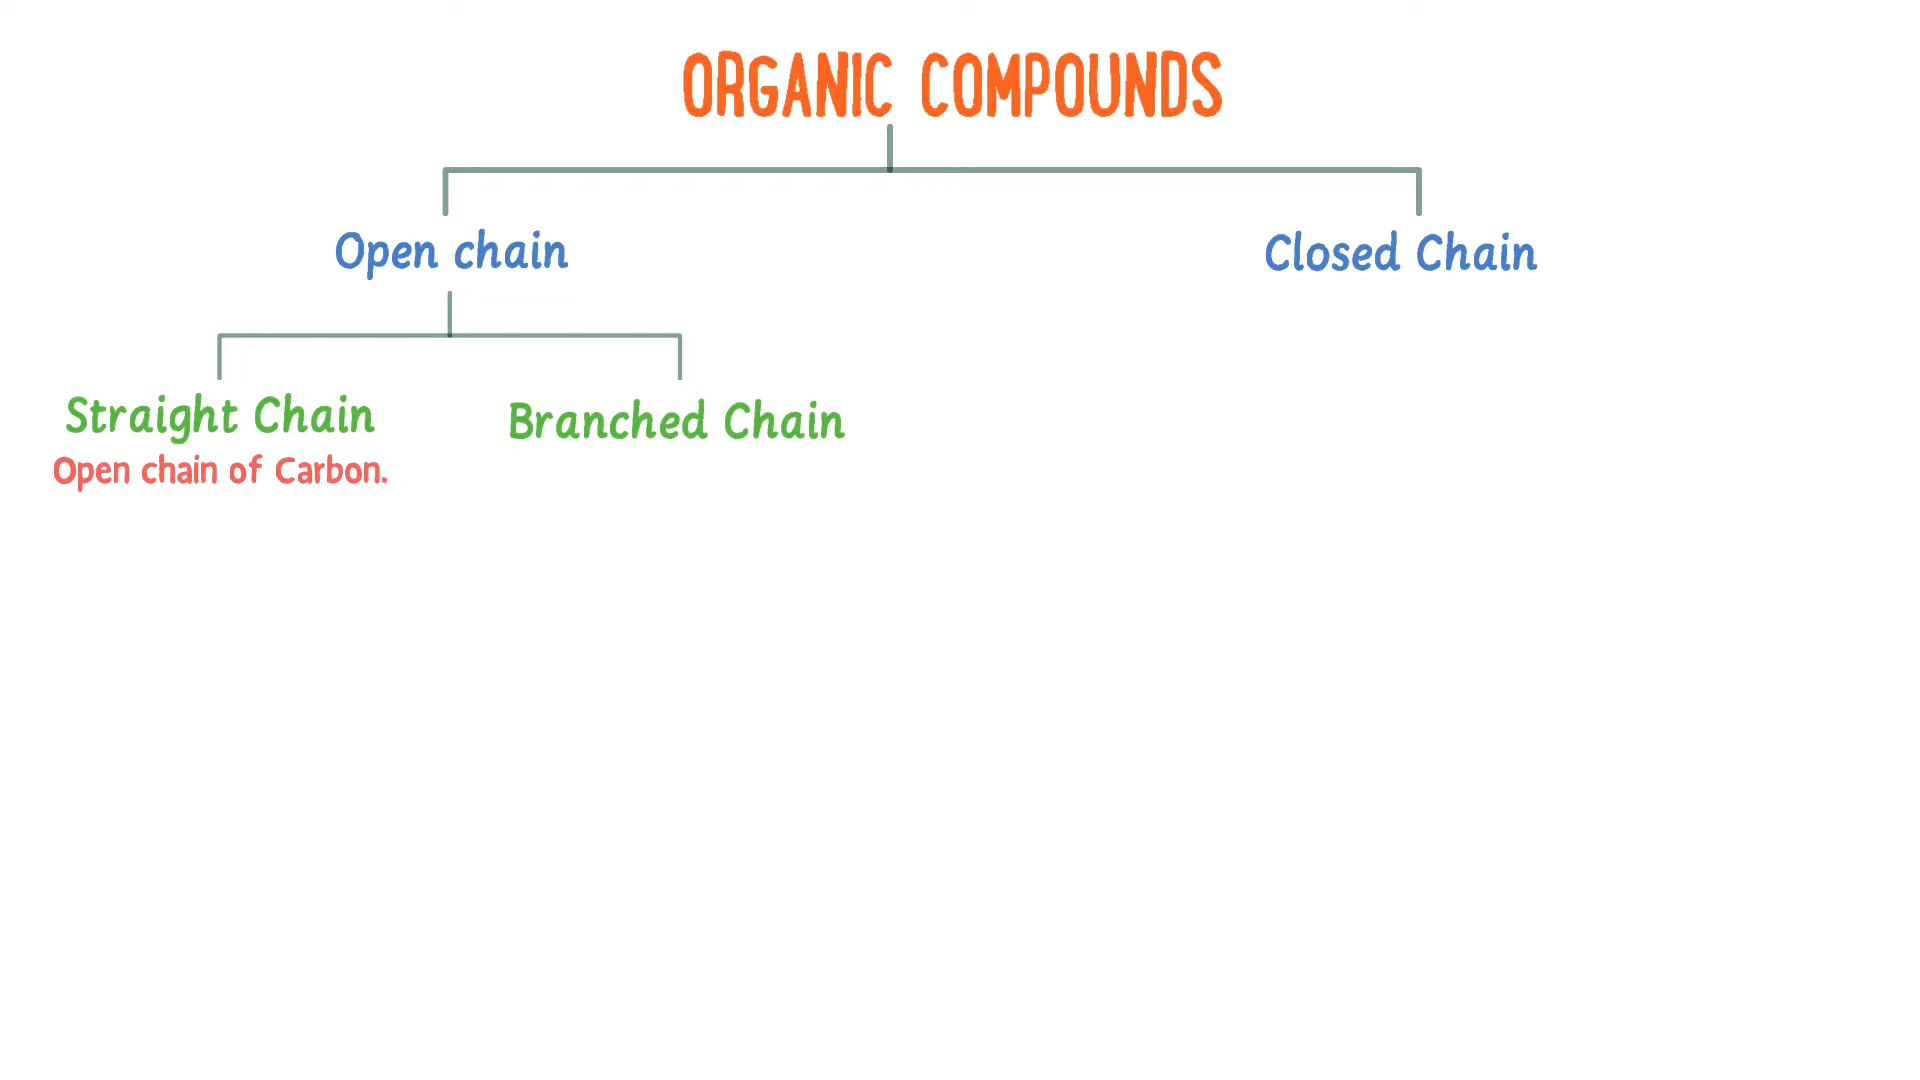 ORGANIC COMPOUNDS
Open chain
Closed Chain
Straight Chain
Branched Chain
Open chain of Carbon.